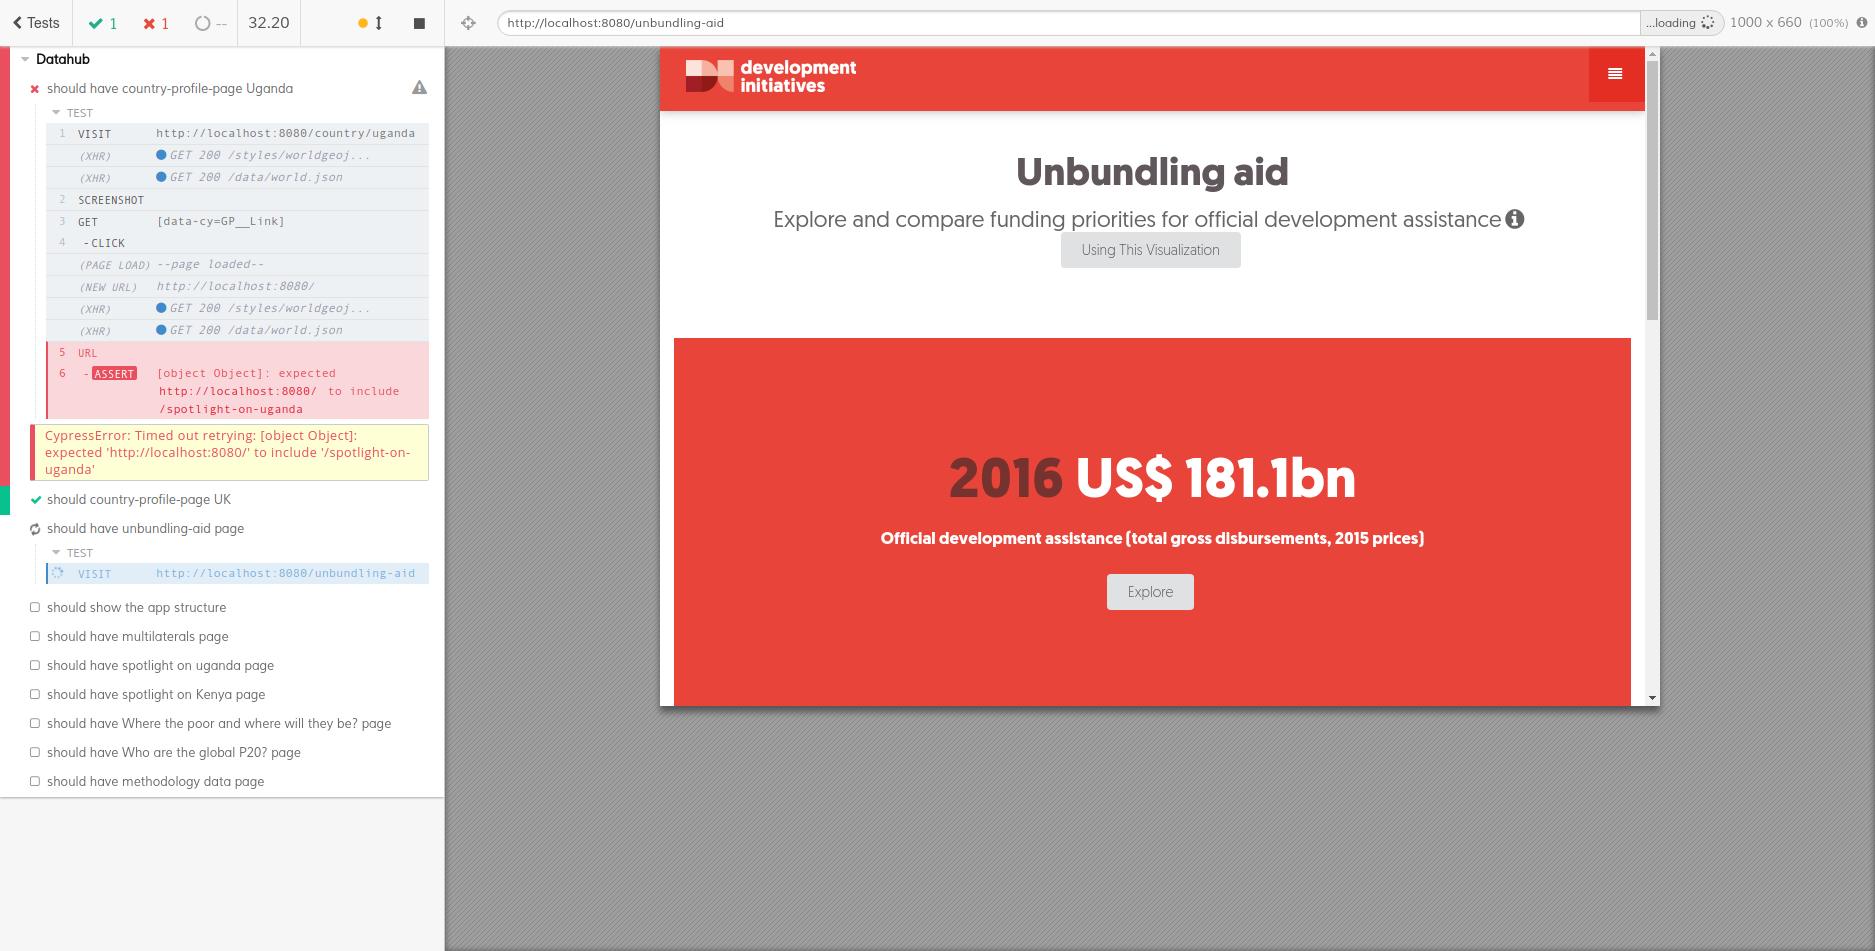 Tests
1
1
--
32.20
http://localhost:8080/unbundling-aid
...loading
1000 x 660 (100%)
Datahub
should have country-profile-page Uganda
TEST
1 VISIT http://localhost:8080/country/uganda
(XHR) GET 200 /styles/worldgeoj...
(XHR) GET 200 /data/world.json
2 SCREENSHOT
3 GET [data-cy=GP__Link]
4 -CLICK
(PAGE LOAD) --page loaded--
(NEW URL) http://localhost:8080/
(XHR) GET 200 /styles/worldgeoj...
(XHR) GET 200 /data/world.json
5 URL
6 -ASSERT [object Object]: expected
http://localhost:8080/ to include
/spotlight-on-uganda
CypressError: Timed out retrying: [object Object]:
expected 'http://localhost:8080/' to include '/spotlight-on-
uganda'
should country-profile-page UK
should have unbundling-aid page
TEST
VISIT http://localhost:8080/unbundling-aid
should show the app structure
should have multilaterals page
should have spotlight on uganda page
should have spotlight on Kenya page
should have Where the poor and where will they be? page
should have Who are the global P20? page
should have methodology data page
development
initiatives
Unbundling aid
Explore and compare funding priorities for official development assistance
Using This Visualization
2016 US$ 181.1bn
Official development assistance (total gross disbursements, 2015 prices)
Explore